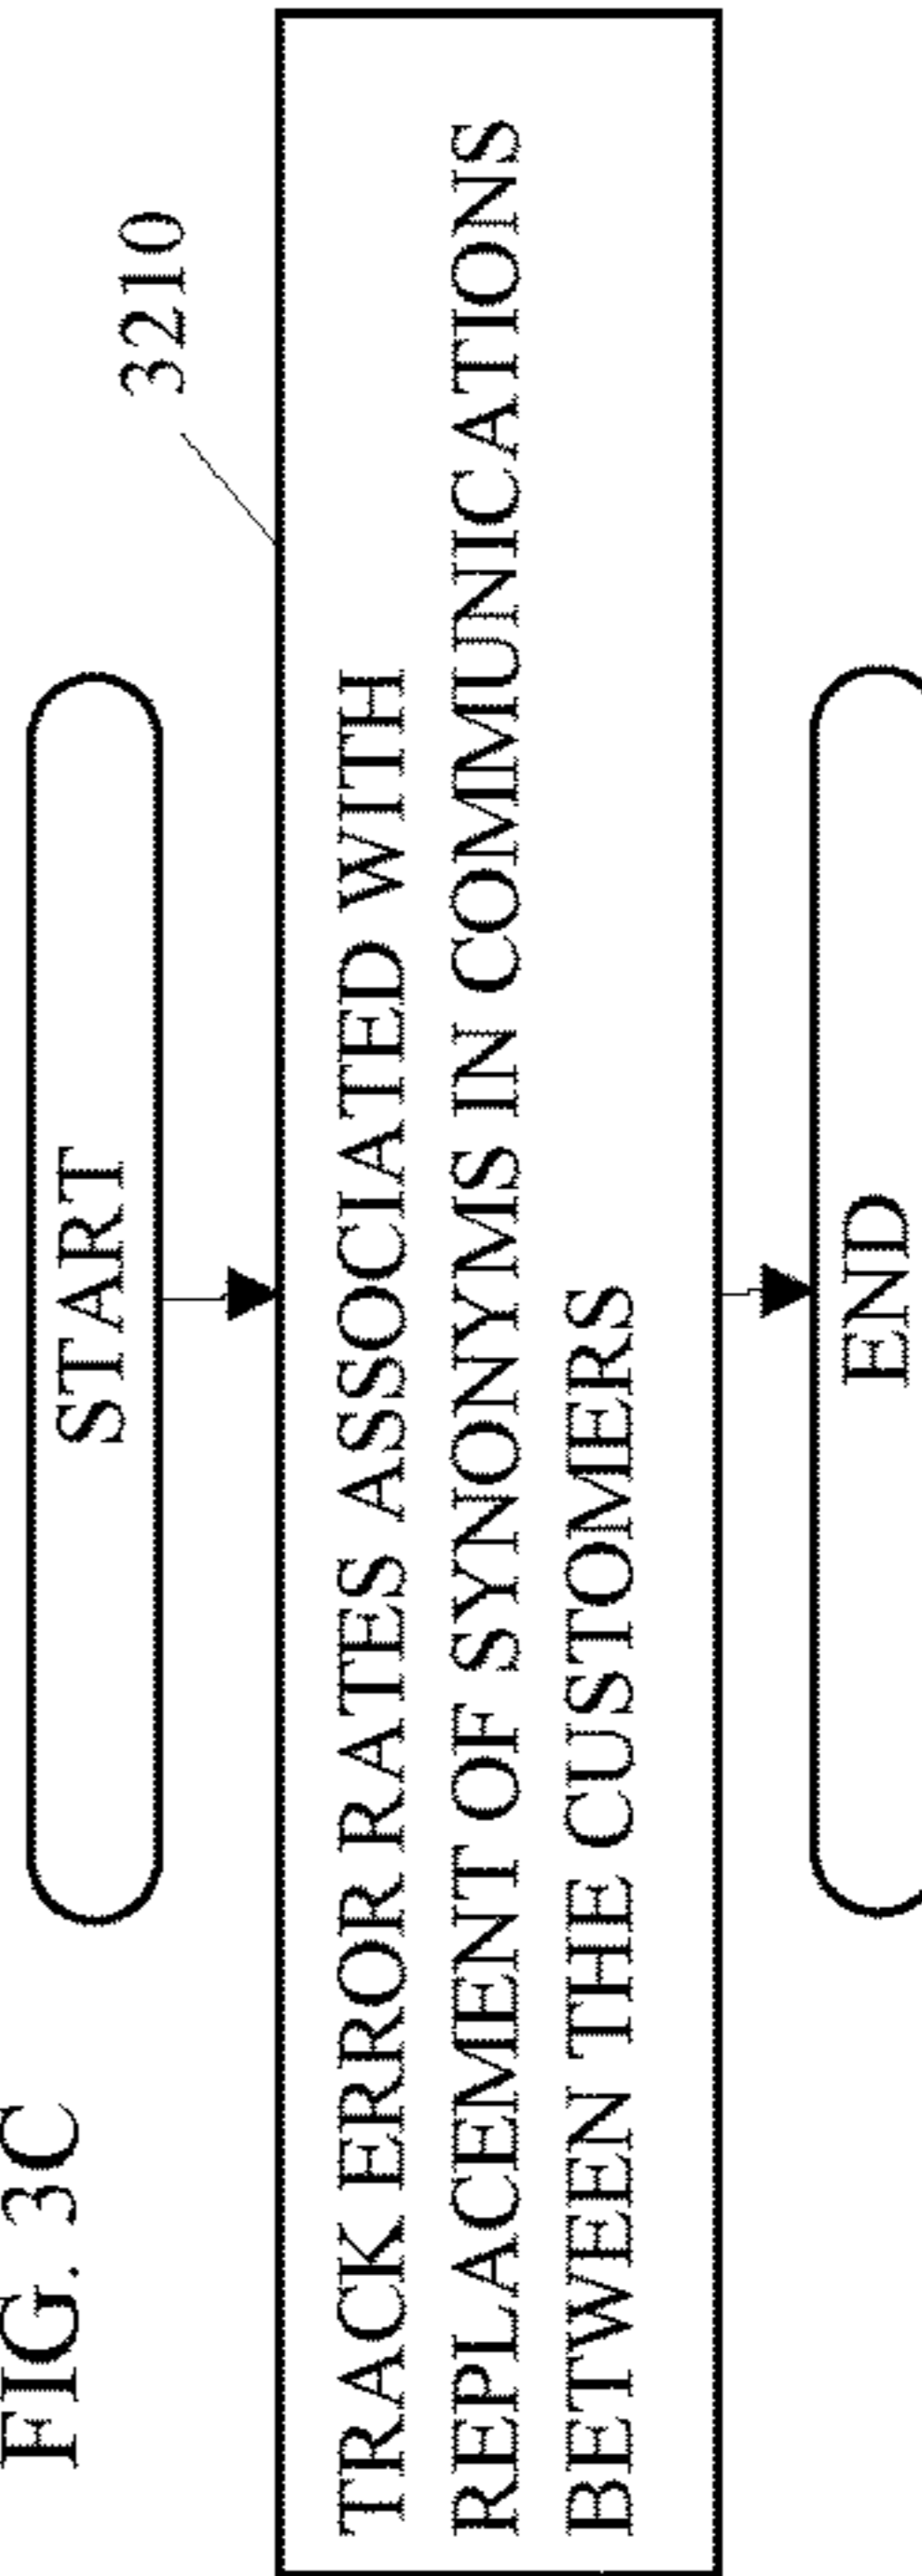 FIG. 3C
START
3210
TRACK ERROR RATES ASSOCIATED WITH
REPLACEMENT OF SYNONYMS IN COMMUNICATIONS
BETWEEN THE CUSTOMERS
END